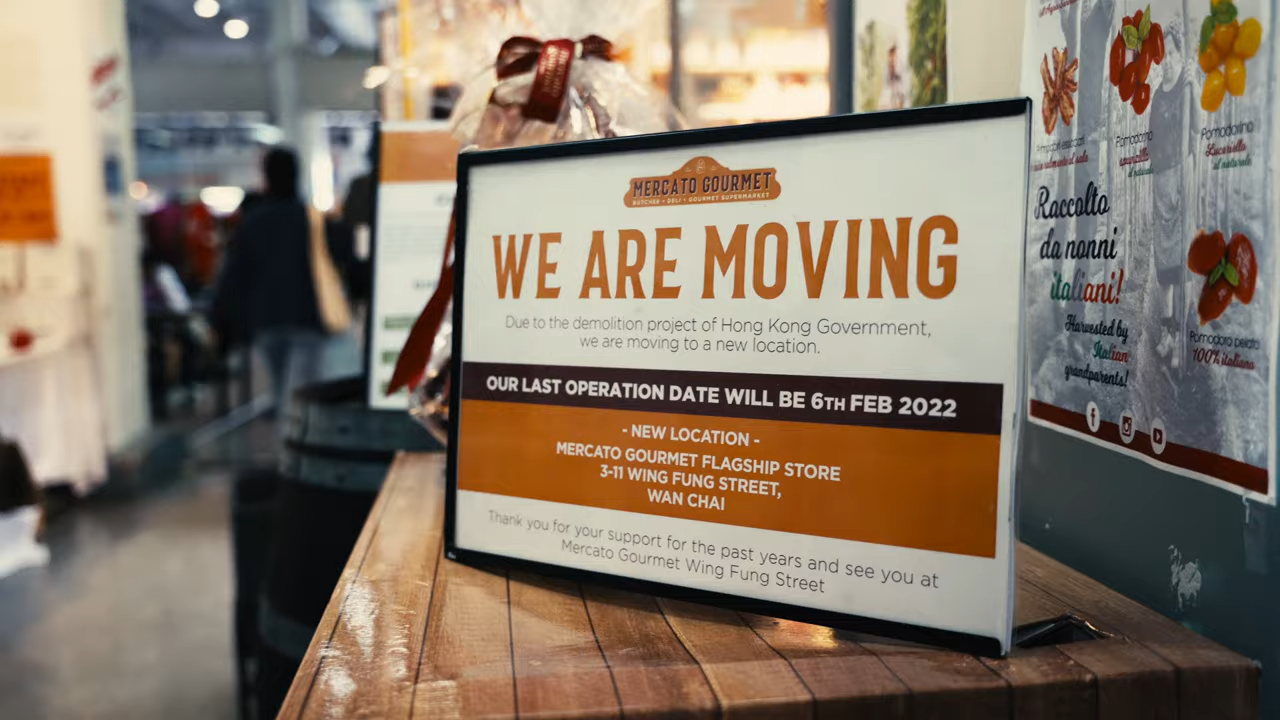 MERCATO GOURMET
BUTCHER • DELI • GOURMET SUPERMARKET
WE ARE MOVING
Due to the demolition project of Hong Kong Government,
we are moving to a new location.
OUR LAST OPERATION DATE WILL BE 6TH FEB 2022
- NEW LOCATION -
MERCATO GOURMET FLAGSHIP STORE
3-11 WING FUNG STREET,
WAN CHAI
Thank you for your support for the past years and see you at
Mercato Gourmet Wing Fung Street
Pomodorino
Pomodorino
Raccolto
da nonni
italiani!
Harvested by
Italian
grandparents!
Pomodoro pelato
100% italiano